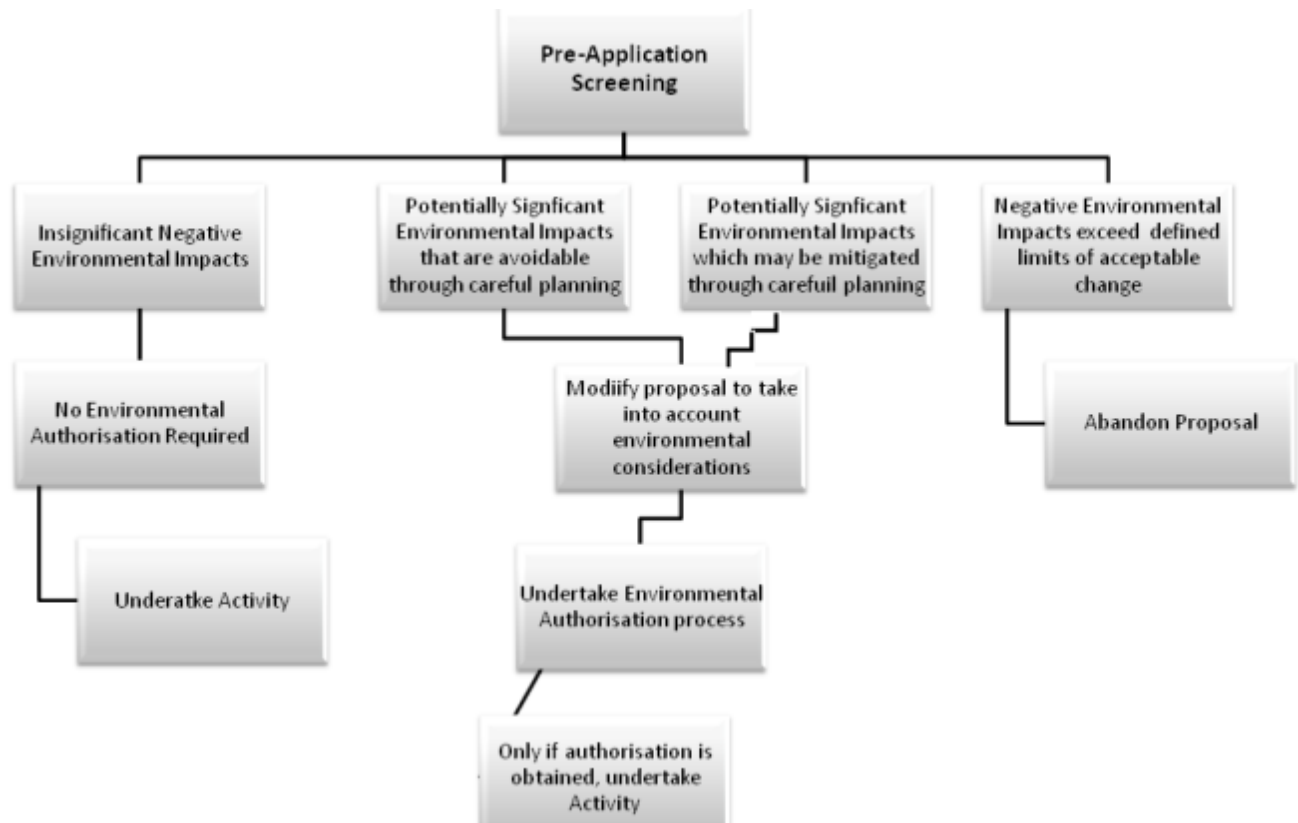 Pre-Application
Screening
Insignificant Negative
Environmental Impacts
Potentially Signficant
Environmental Impacts
that are avoidable
through careful planning
Potentially Signficant
Environmental Impacts
which may be mitigated
through carefuil planning
Negative Environmental
Impacts exceed defined
limits of acceptable
change
No Environmental
Authorisation Required
Modiify proposal to take
into account
environmental
considerations
Abandon Proposal
Underatke Activity
Undertake Environmental
Authorisation process
Only if authorisation is
obtained, undertake
Activity